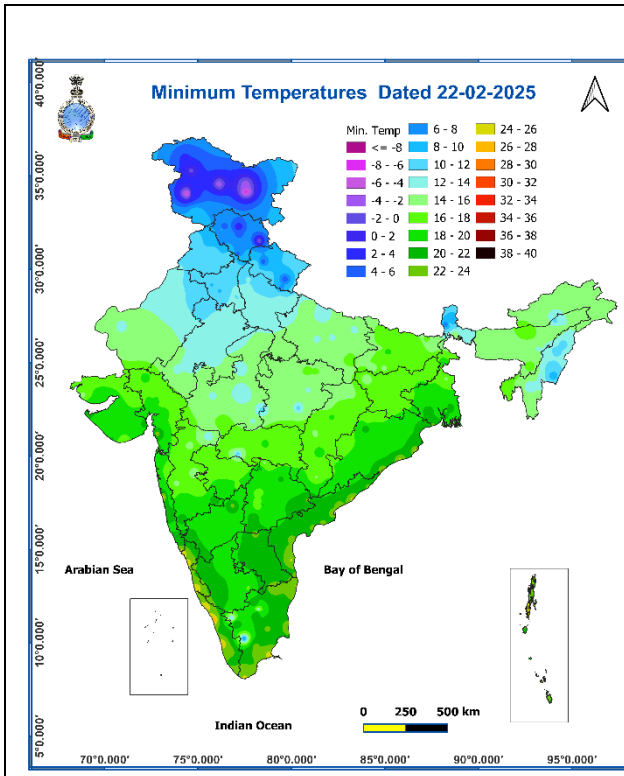 Minimum Temperatures Dated 22-02-2025
Min. Temp
<= -8
-8 - -6
-6 - -4
-4 - -2
-2 - 0
0 - 2
2 - 4
4 - 6
6 - 8
8 - 10
10 - 12
12 - 14
14 - 16
16 - 18
18 - 20
20 - 22
22 - 24
24 - 26
26 - 28
28 - 30
30 - 32
32 - 34
34 - 36
36 - 38
38 - 40
40°0.000'
35°0.000'
30°0.000'
25°0.000'
20°0.000'
15°0.000'
10°0.000'
5°0.000'
Arabian Sea
Bay of Bengal
Indian Ocean
0 250 500 km
70°0.000' 75°0.000' 80°0.000' 85°0.000' 90°0.000' 95°0.000'